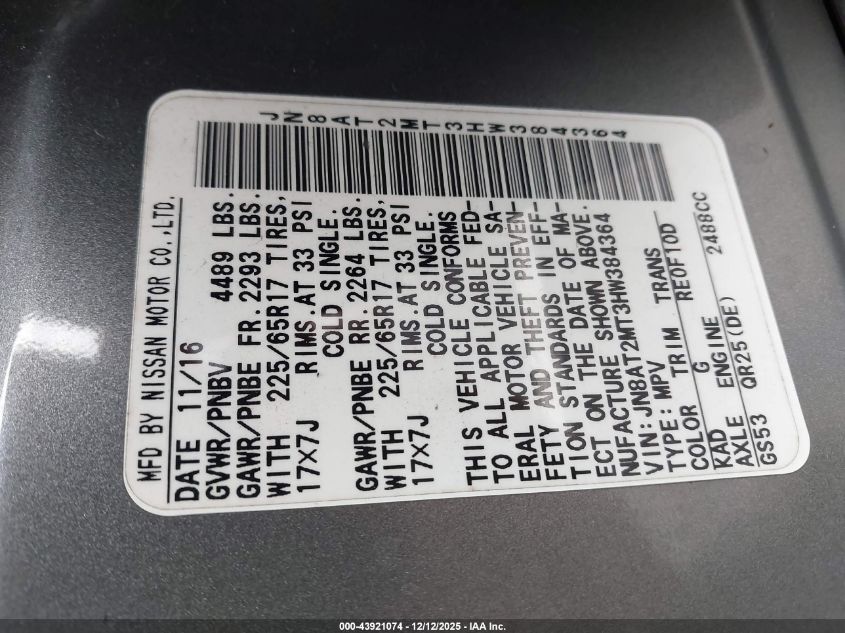 JN8AT2MT3HW384364
MFD BY NISSAN MOTOR CO.,LTD.
DATE 11/16
GVWR/PNBV 4489 LBS.
GAWR/PNBE FR.2293 LBS.
WITH 225/65R17 TIRES,
17X7J RIMS.AT 33 PSI
COLD SINGLE.
GAWR/PNBE RR.2264 LBS.
WITH 225/65R17 TIRES,
17X7J RIMS.AT 33 PSI
COLD SINGLE.
THIS VEHICLE CONFORMS
TO ALL APPLICABLE FED-
ERAL MOTOR VEHICLE SA-
FETY AND THEFT PREVEN-
TION STANDARDS IN EFF-
ECT ON THE DATE OF MA-
NUFACTURE SHOWN ABOVE.
VIN:JN8AT2MT3HW384364
TYPE: MPV
COLOR TRIM TRANS
KAD G RE0F10D
AXLE ENGINE
GS53 QR25(DE) 2488CC
000-43921074 - 12/12/2025 - IAA Inc.